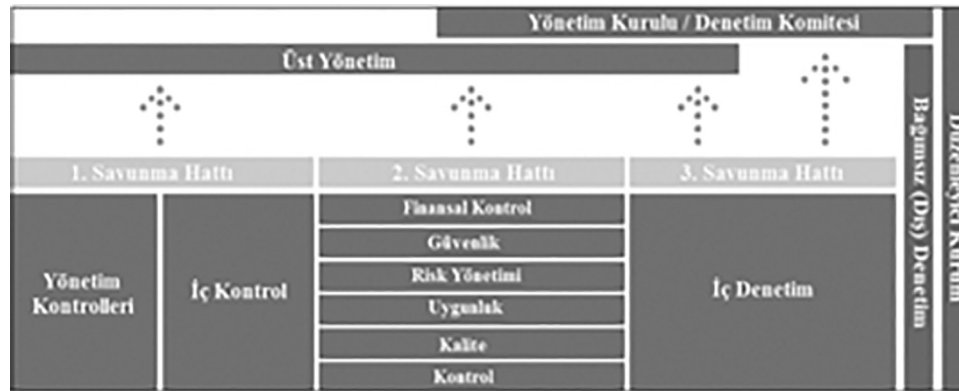 Yönetim Kurulu / Denetim Komitesi
Üst Yönetim
1. Savunma Hattı
2. Savunma Hattı
3. Savunma Hattı
Yönetim
Kontrolleri
İç Kontrol
Finansal Kontrol
Güvenlik
Risk Yönetimi
Uygunluk
Kalite
Kontrol
İç Denetim
Bağımsız (Dış) Denetim
Düzenleyici Kurum